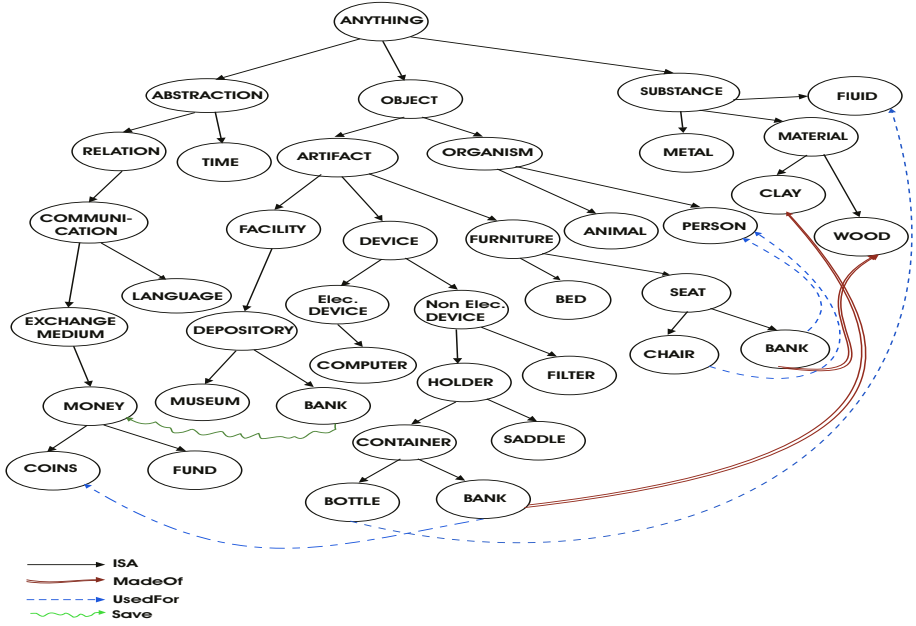 ANYTHING
ABSTRACTION
OBJECT
SUBSTANCE
FlUID
RELATION
TIME
ARTIFACT
ORGANISM
METAL
MATERIAL
CLAY
COMMUNI-
CATION
FACILITY
DEVICE
FURNITURE
ANIMAL
PERSON
WOOD
LANGUAGE
Elec.
DEVICE
Non Elec.
DEVICE
BED
SEAT
EXCHANGE
MEDIUM
DEPOSITORY
COMPUTER
CHAIR
BANK
MONEY
MUSEUM
BANK
HOLDER
FILTER
COINS
FUND
CONTAINER
SADDLE
BOTTLE
BANK
ISA
MadeOf
UsedFor
Save